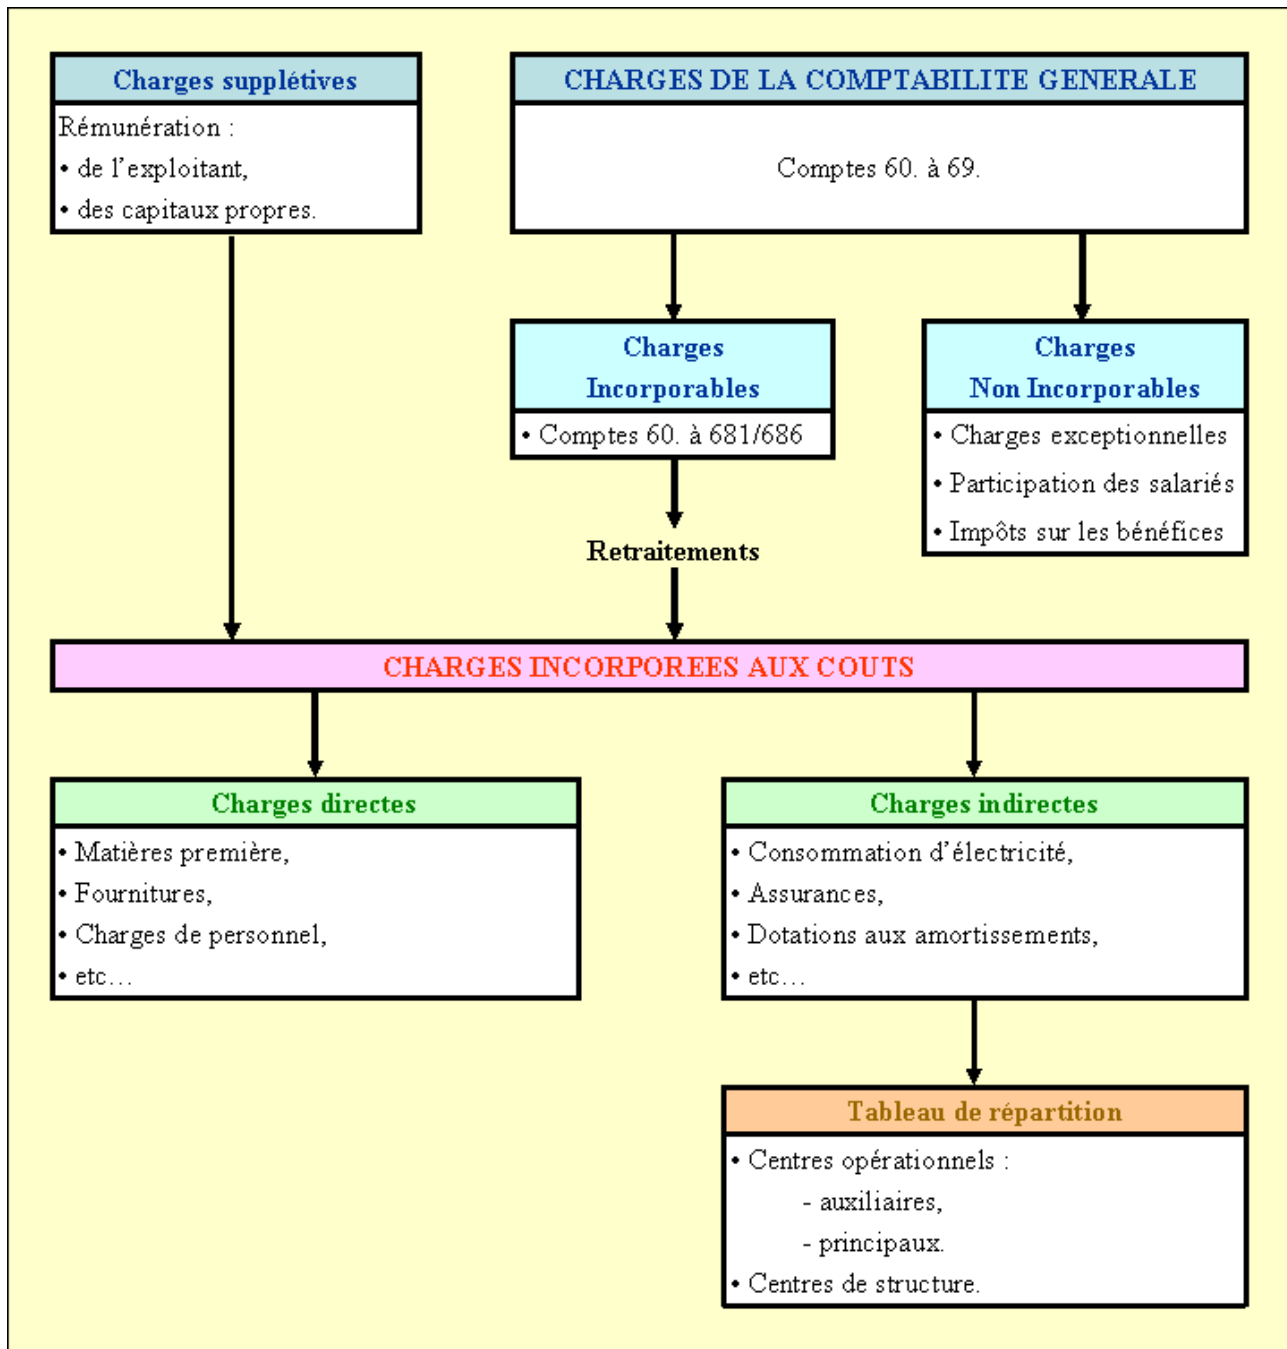 Charges supplétives
Rémunération :
• de l'exploitant,
• des capitaux propres.
CHARGES DE LA COMPTABILITE GENERALE
Comptes 60. à 69.
Charges
Incorporables
• Comptes 60. à 681/686
Charges
Non Incorporables
• Charges exceptionnelles
• Participation des salariés
• Impôts sur les bénéfices
Retraitements
CHARGES INCORPOREES AUX COUTS
Charges directes
• Matières première,
• Fournitures,
• Charges de personnel,
• etc…
Charges indirectes
• Consommation d'électricité,
• Assurances,
• Dotations aux amortissements,
• etc…
Tableau de répartition
• Centres opérationnels :
- auxiliaires,
- principaux.
• Centres de structure.